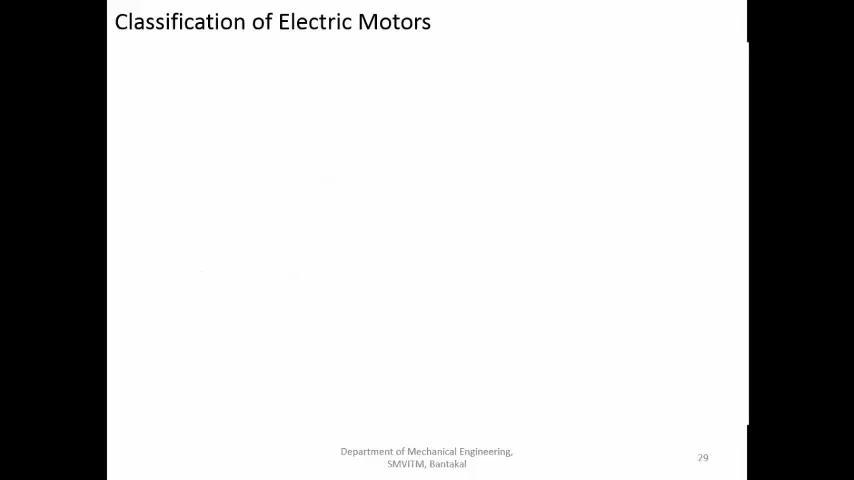 Classification of Electric Motors
Department of Mechanical Engineering,
SMVITM, Bantakal
29